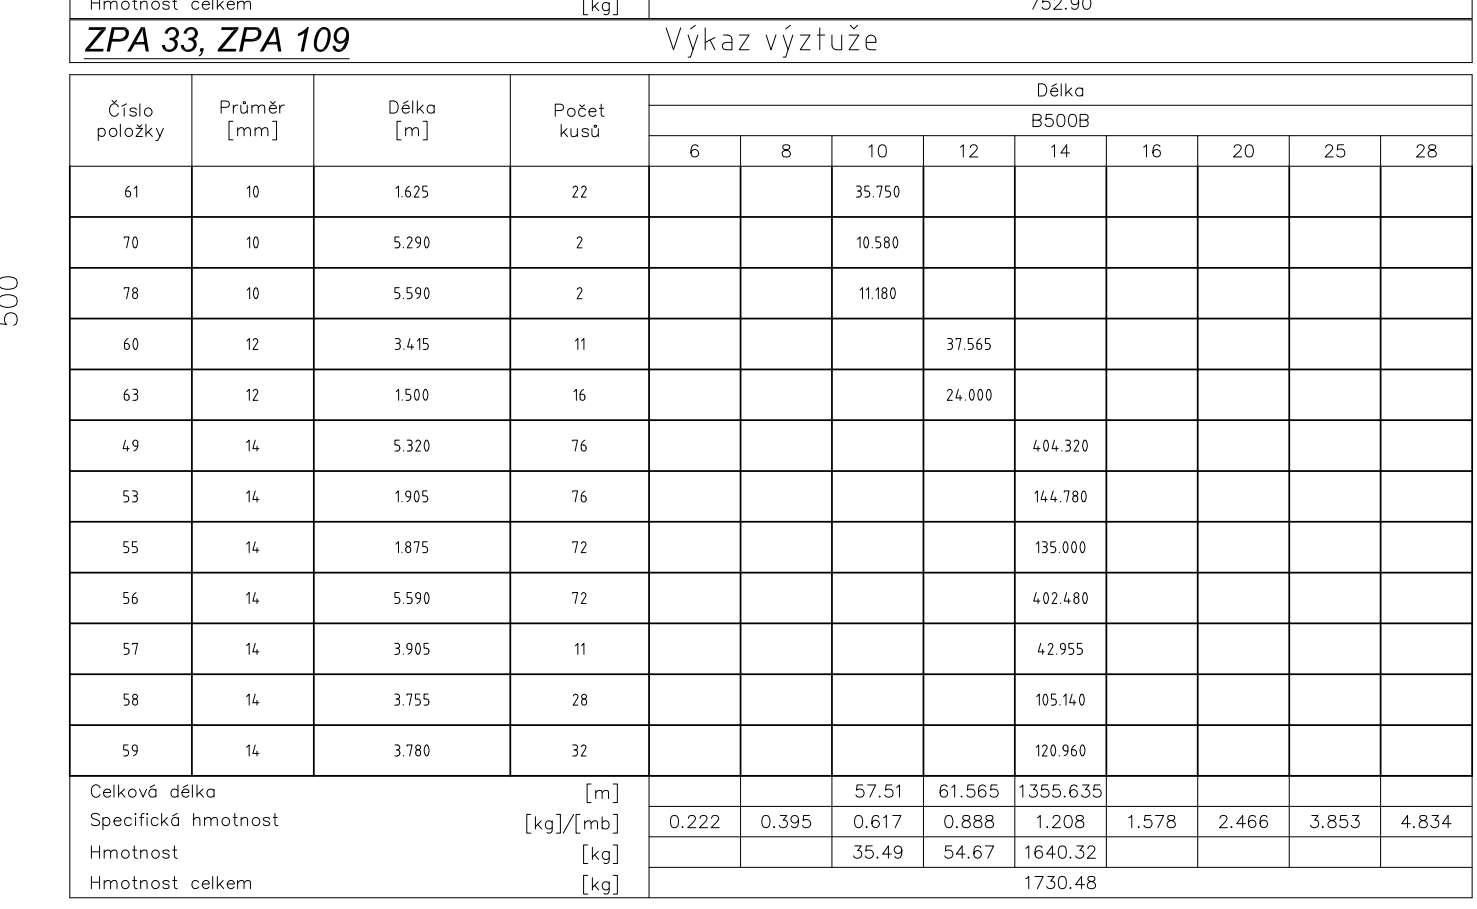 Hmotnost celkem [kg] 752.90
ZPA 33, ZPA 109 Výkaz výztuže
Délka
Číslo položky Průměr [mm] Délka [m] Počet kusů B500B
6 8 10 12 14 16 20 25 28
61 10 1.625 22 35.750
70 10 5.290 2 10.580
78 10 5.590 2 11.180
500
60 12 3.415 11 37.565
63 12 1.500 16 24.000
49 14 5.320 76 404.320
53 14 1.905 76 144.780
55 14 1.875 72 135.000
56 14 5.590 72 402.480
57 14 3.905 11 42.955
58 14 3.755 28 105.140
59 14 3.780 32 120.960
Celková délka [m] 57.51 61.565 1355.635
Specifická hmotnost [kg]/[mb] 0.222 0.395 0.617 0.888 1.208 1.578 2.466 3.853 4.834
Hmotnost [kg] 35.49 54.67 1640.32
Hmotnost celkem [kg] 1730.48